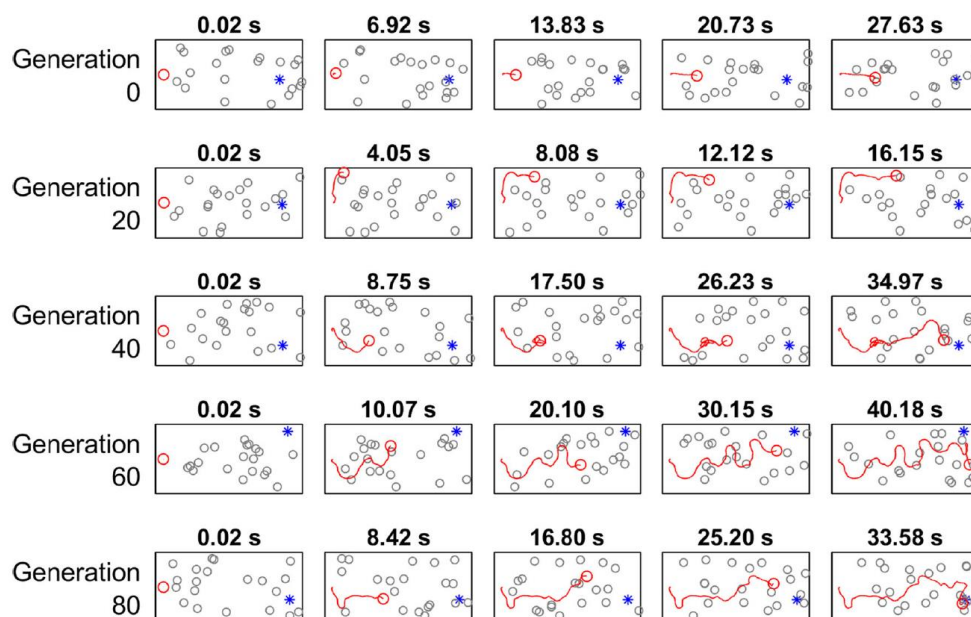 0.02 s 6.92 s 13.83 s 20.73 s 27.63 s
Generation
0
0.02 s 4.05 s 8.08 s 12.12 s 16.15 s
Generation
20
0.02 s 8.75 s 17.50 s 26.23 s 34.97 s
Generation
40
0.02 s 10.07 s 20.10 s 30.15 s 40.18 s
Generation
60
0.02 s 8.42 s 16.80 s 25.20 s 33.58 s
Generation
80